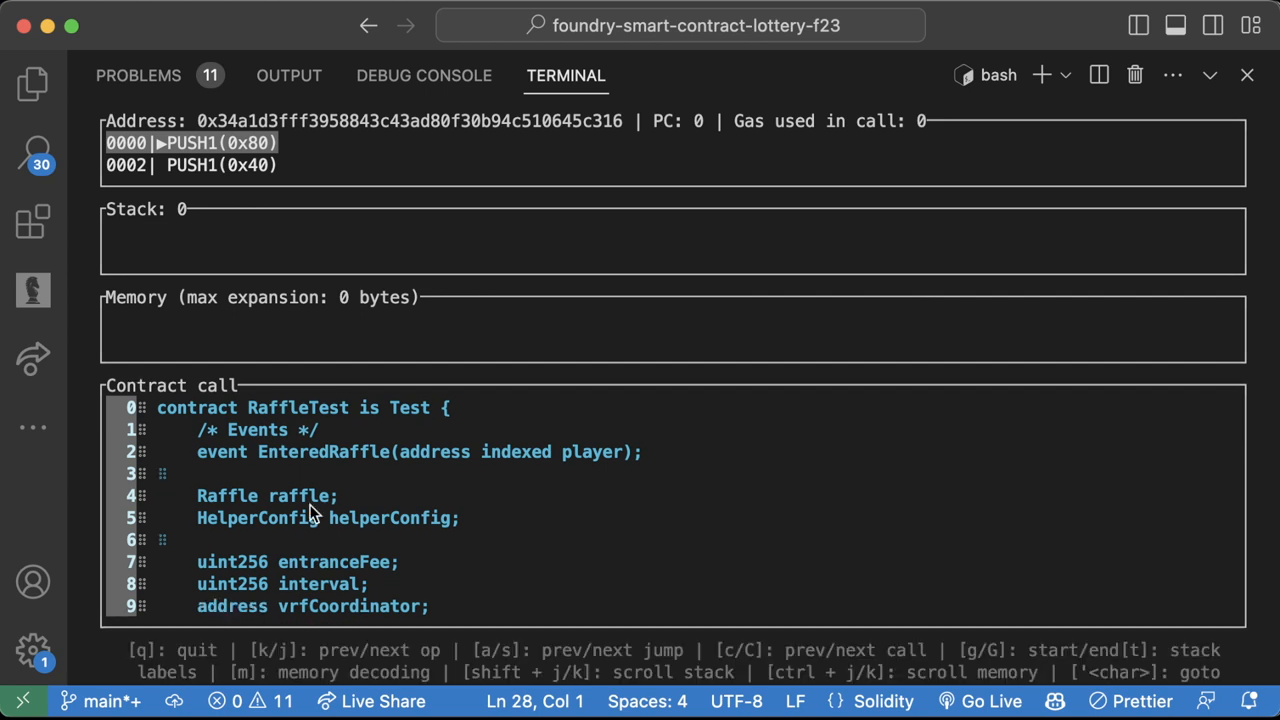 foundry-smart-contract-lottery-f23
PROBLEMS 11 OUTPUT DEBUG CONSOLE TERMINAL bash
Address: 0x34a1d3fff3958843c43ad80f30b94c510645c316 | PC: 0 | Gas used in call: 0
0000|▶PUSH1(0x80)
0002| PUSH1(0x40)
Stack: 0
Memory (max expansion: 0 bytes)
Contract call
0 contract RaffleTest is Test {
1 /* Events */
2 event EnteredRaffle(address indexed player);
3
4 Raffle raffle;
5 HelperConfig helperConfig;
6
7 uint256 entranceFee;
8 uint256 interval;
9 address vrfCoordinator;
[q]: quit | [k/j]: prev/next op | [a/s]: prev/next jump | [c/C]: prev/next call | [g/G]: start/end[t]: stack
labels | [m]: memory decoding | [shift + j/k]: scroll stack | [ctrl + j/k]: scroll memory | ['<char>]: goto
30
1
main*+ 0 11 Live Share Ln 28, Col 1 Spaces: 4 UTF-8 LF {} Solidity Go Live Prettier